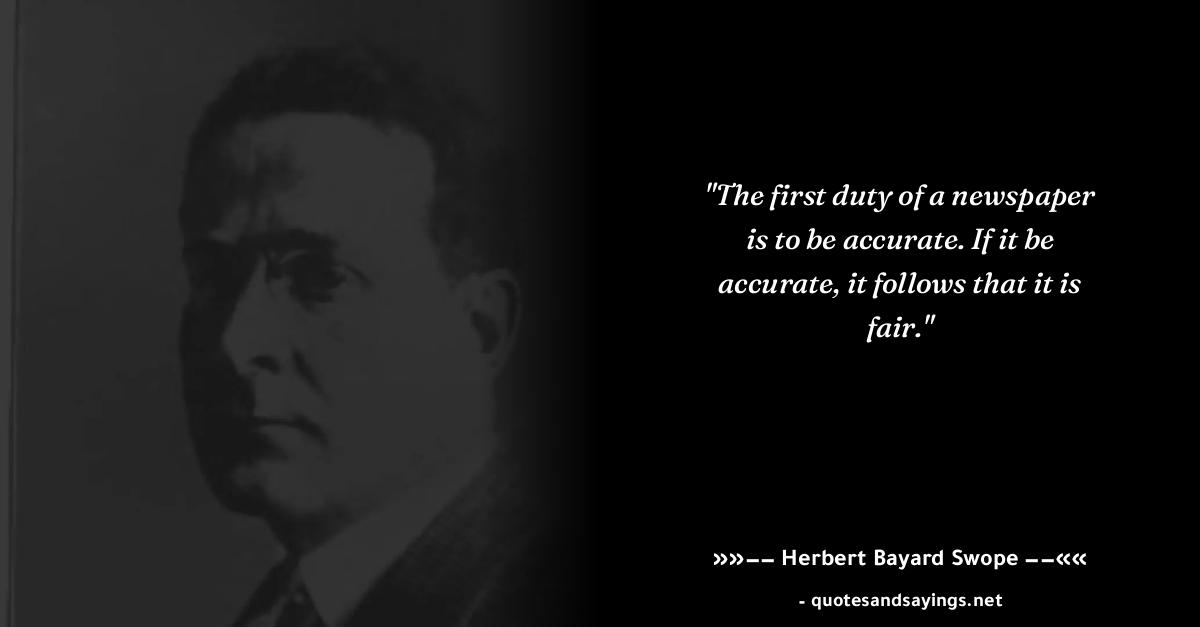 "The first duty of a newspaper
is to be accurate. If it be
accurate, it follows that it is
fair."
»»–– Herbert Bayard Swope ––««
- quotesandsayings.net